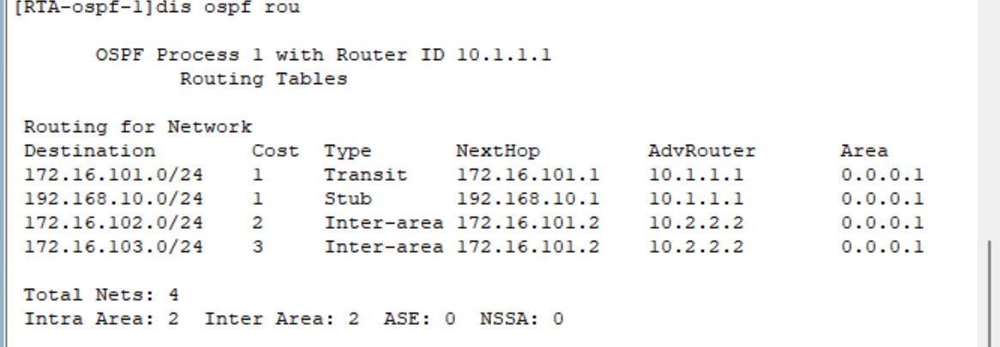 [RTA-ospf-1]dis ospf rou
OSPF Process 1 with Router ID 10.1.1.1
Routing Tables
Routing for Network
Destination Cost Type NextHop AdvRouter Area
172.16.101.0/24 1 Transit 172.16.101.1 10.1.1.1 0.0.0.1
192.168.10.0/24 1 Stub 192.168.10.1 10.1.1.1 0.0.0.1
172.16.102.0/24 2 Inter-area 172.16.101.2 10.2.2.2 0.0.0.1
172.16.103.0/24 3 Inter-area 172.16.101.2 10.2.2.2 0.0.0.1
Total Nets: 4
Intra Area: 2 Inter Area: 2 ASE: 0 NSSA: 0